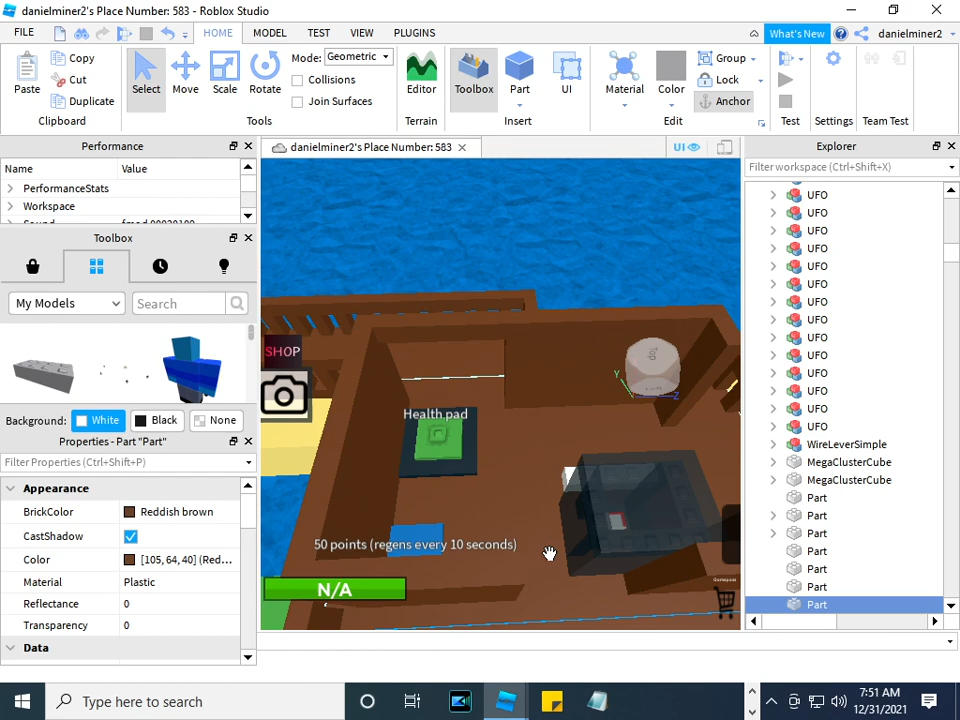 danielminer2's Place Number: 583 - Roblox Studio
FILE HOME MODEL TEST VIEW PLUGINS What's New danielminer2
Paste Copy Cut Duplicate Select Move Scale Rotate Mode: Geometric Collisions Join Surfaces Editor Toolbox Part UI Material Color Group Lock Anchor Test Settings Team Test
Clipboard Tools Terrain Insert Edit Test Settings Team Test
Performance
Name Value
PerformanceStats
Workspace
Toolbox
My Models Search
Background: White Black None
Properties - Part "Part"
Filter Properties (Ctrl+Shift+P)
Appearance
BrickColor Reddish brown
CastShadow
Color [105, 64, 40] (Red...
Material Plastic
Reflectance 0
Transparency 0
Data
danielminer2's Place Number: 583
UI
SHOP
Top
Y
Z
Health pad
50 points (regens every 10 seconds)
N/A
Explorer
Filter workspace (Ctrl+Shift+X)
UFO
UFO
UFO
UFO
UFO
UFO
UFO
UFO
UFO
UFO
UFO
UFO
UFO
UFO
WireLeverSimple
MegaClusterCube
MegaClusterCube
Part
Part
Part
Part
Part
Part
Part
Type here to search
7:51 AM
12/31/2021